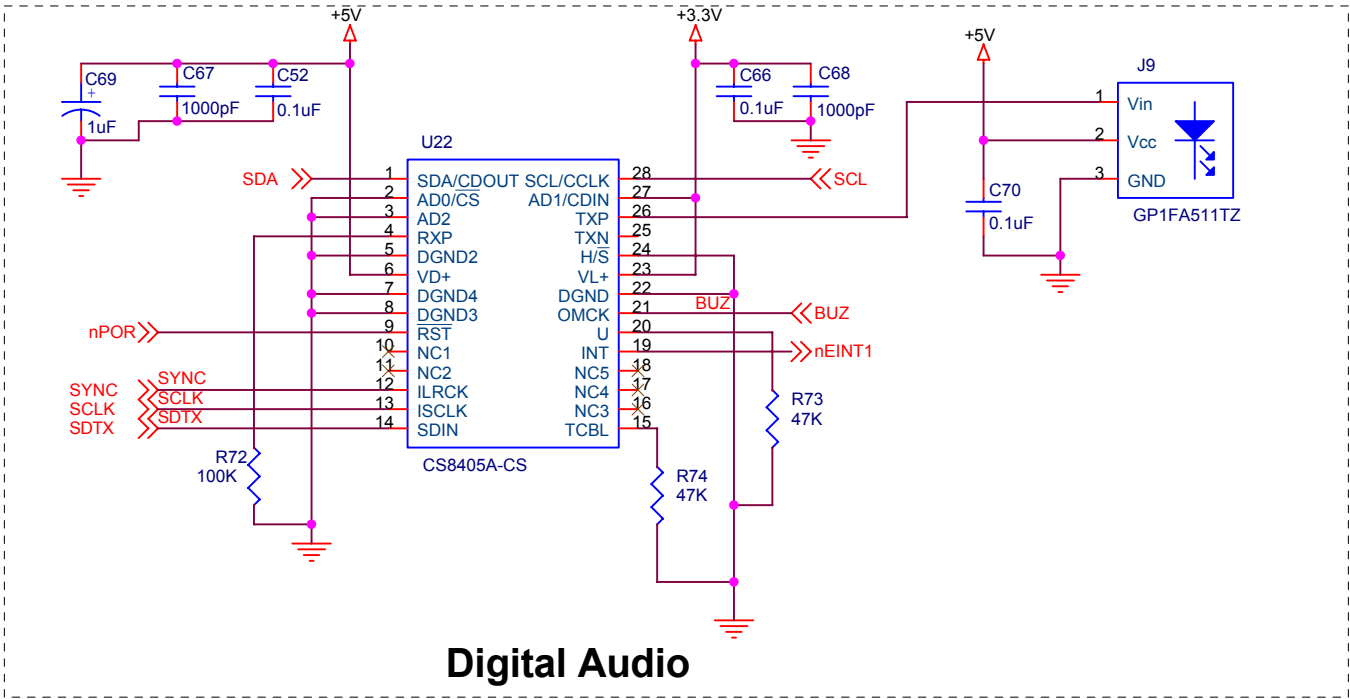 +5V
+3.3V
+5V
C69
+
1uF
C67
1000pF
C52
0.1uF
C66
0.1uF
C68
1000pF
J9
1 Vin
2 Vcc
3 GND
GP1FA511TZ
C70
0.1uF
U22
SDA
1 SDA/CDOUT
2 AD0/CS
3 AD2
4 RXP
5 DGND2
6 VD+
7 DGND4
8 DGND3
nPOR
9 RST
10 NC1
11 NC2
SYNC SYNC
12 ILRCK
SCLK SCLK
13 ISCLK
SDTX SDTX
14 SDIN
SCL/CCLK 28
SCL
AD1/CDIN 27
TXP 26
TXN 25
H/S 24
VL+ 23
DGND 22
OMCK 21
BUZ BUZ
U 20
INT 19
nEINT1
NC5 18
NC4 17
NC3 16
TCBL 15
CS8405A-CS
R72
100K
R73
47K
R74
47K
Digital Audio